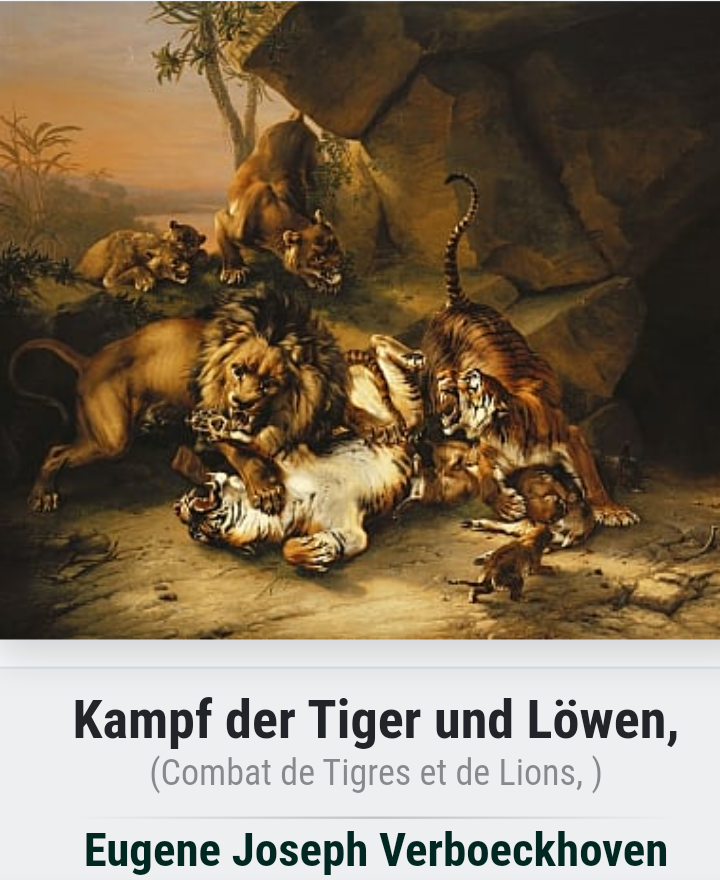 Kampf der Tiger und Löwen,
(Combat de Tigres et de Lions, )
Eugene Joseph Verboeckhoven